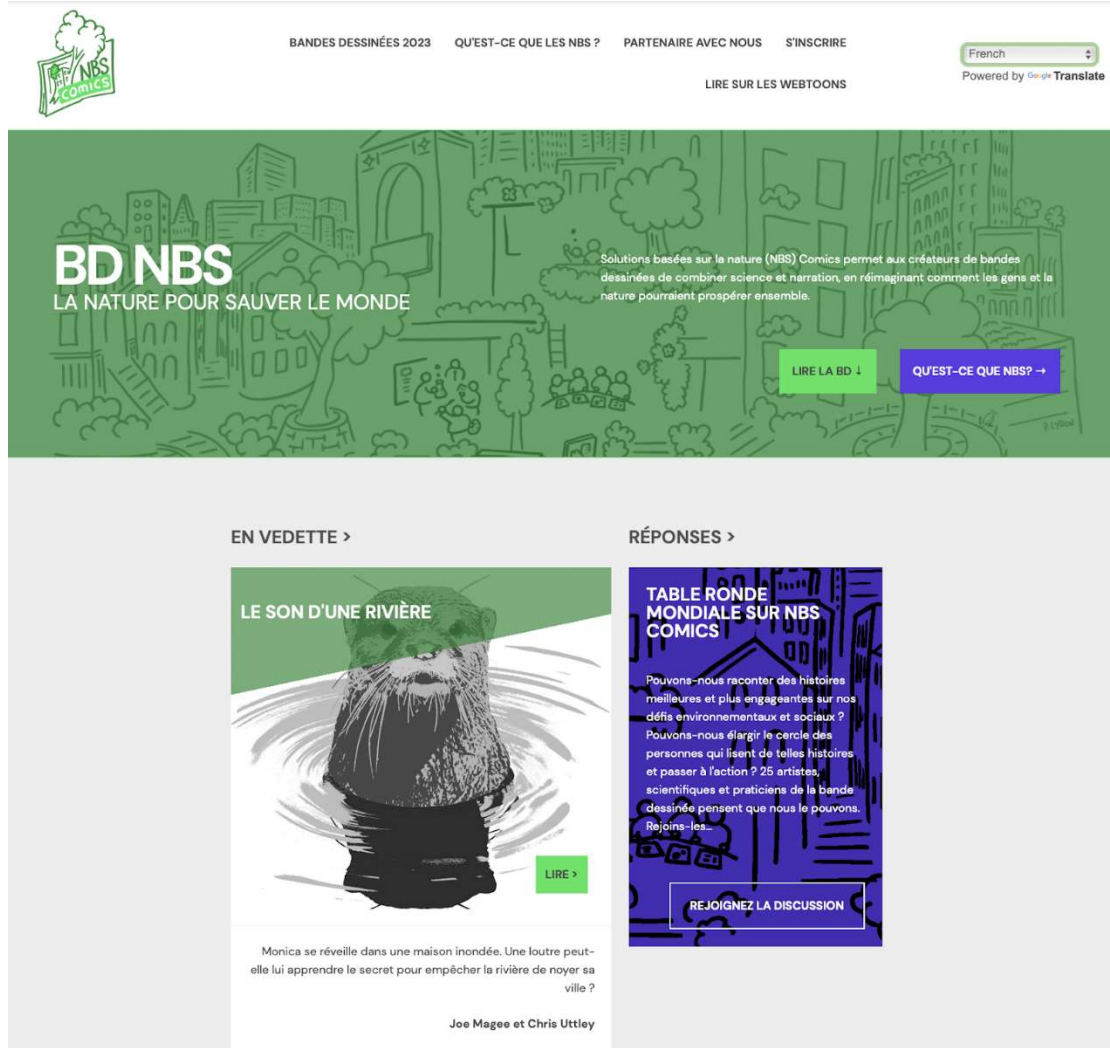 NBS
COMICS
BANDES DESSINÉES 2023
QU'EST-CE QUE LES NBS ?
PARTENAIRE AVEC NOUS
S'INSCRIRE
LIRE SUR LES WEBTOONS
French
Powered by Google Translate
BD NBS
LA NATURE POUR SAUVER LE MONDE
Solutions basées sur la nature (NBS) Comics permet aux créateurs de bandes
dessinées de combiner science et narration, en réimaginant comment les gens et la
nature pourraient prospérer ensemble.
LIRE LA BD ↓
QU'EST-CE QUE NBS? →
P. LYDON
EN VEDETTE >
LE SON D'UNE RIVIÈRE
LIRE >
Monica se réveille dans une maison inondée. Une loutre peut-
elle lui apprendre le secret pour empêcher la rivière de noyer sa
ville ?
Joe Magee et Chris Uttley
RÉPONSES >
TABLE RONDE
MONDIALE SUR NBS
COMICS
Pouvons-nous raconter des histoires
meilleures et plus engageantes sur nos
défis environnementaux et sociaux ?
Pouvons-nous élargir le cercle des
personnes qui lisent de telles histoires
et passer à l'action ? 25 artistes,
scientifiques et praticiens de la bande
dessinée pensent que nous le pouvons.
Rejoins-les...
REJOIGNEZ LA DISCUSSION